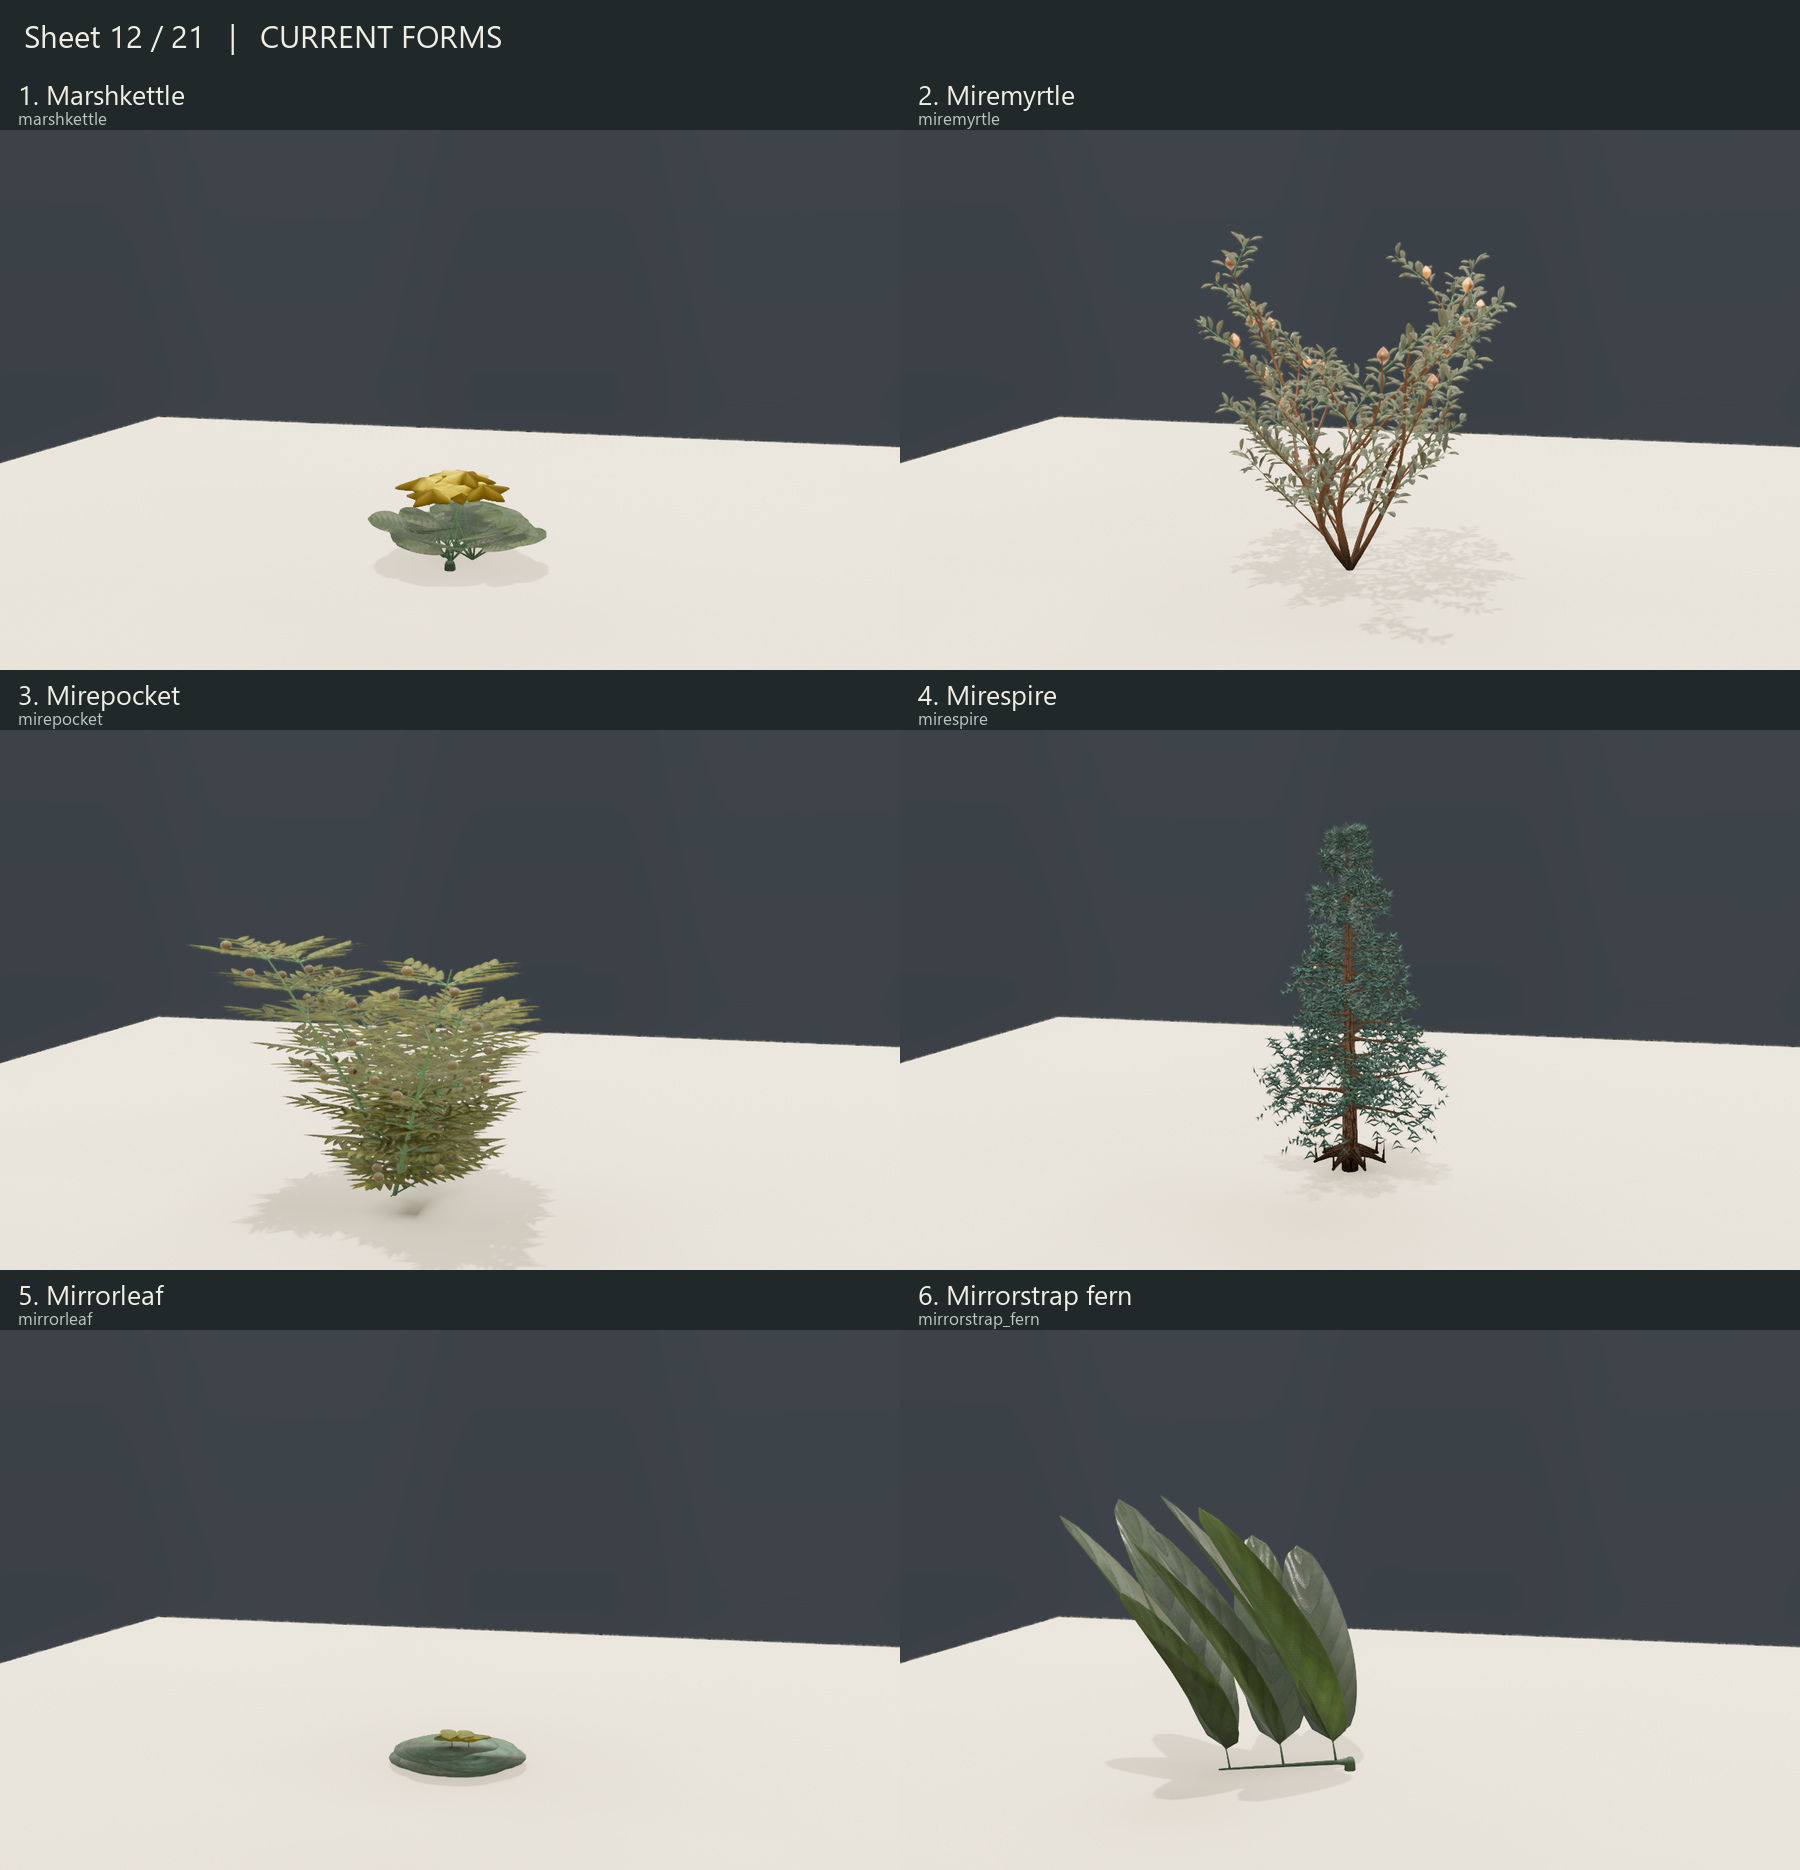 Sheet 12 / 21 | CURRENT FORMS
1. Marshkettle
marshkettle
2. Miremyrtle
miremyrtle
3. Mirepocket
mirepocket
4. Mirespire
mirespire
5. Mirrorleaf
mirrorleaf
6. Mirrorstrap fern
mirrorstrap_fern